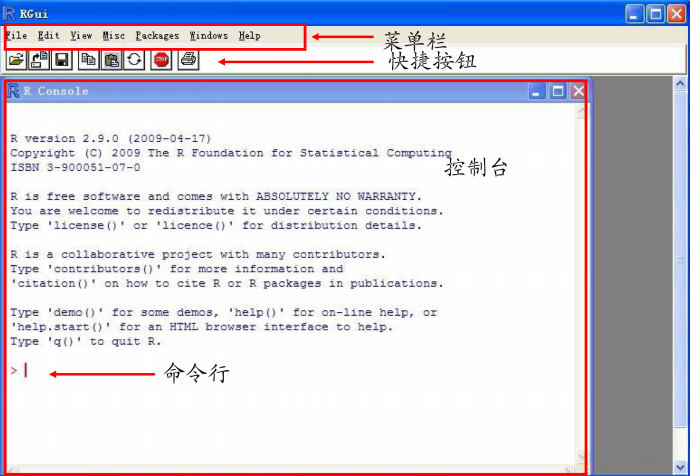 RGui
File Edit View Misc Packages Windows Help
菜单栏
快捷按钮
STOP
R Console
R version 2.9.0 (2009-04-17)
Copyright (C) 2009 The R Foundation for Statistical Computing
ISBN 3-900051-07-0
控制台
R is free software and comes with ABSOLUTELY NO WARRANTY.
You are welcome to redistribute it under certain conditions.
Type 'license()' or 'licence()' for distribution details.
R is a collaborative project with many contributors.
Type 'contributors()' for more information and
'citation()' on how to cite R or R packages in publications.
Type 'demo()' for some demos, 'help()' for on-line help, or
'help.start()' for an HTML browser interface to help.
Type 'q()' to quit R.
>
命令行